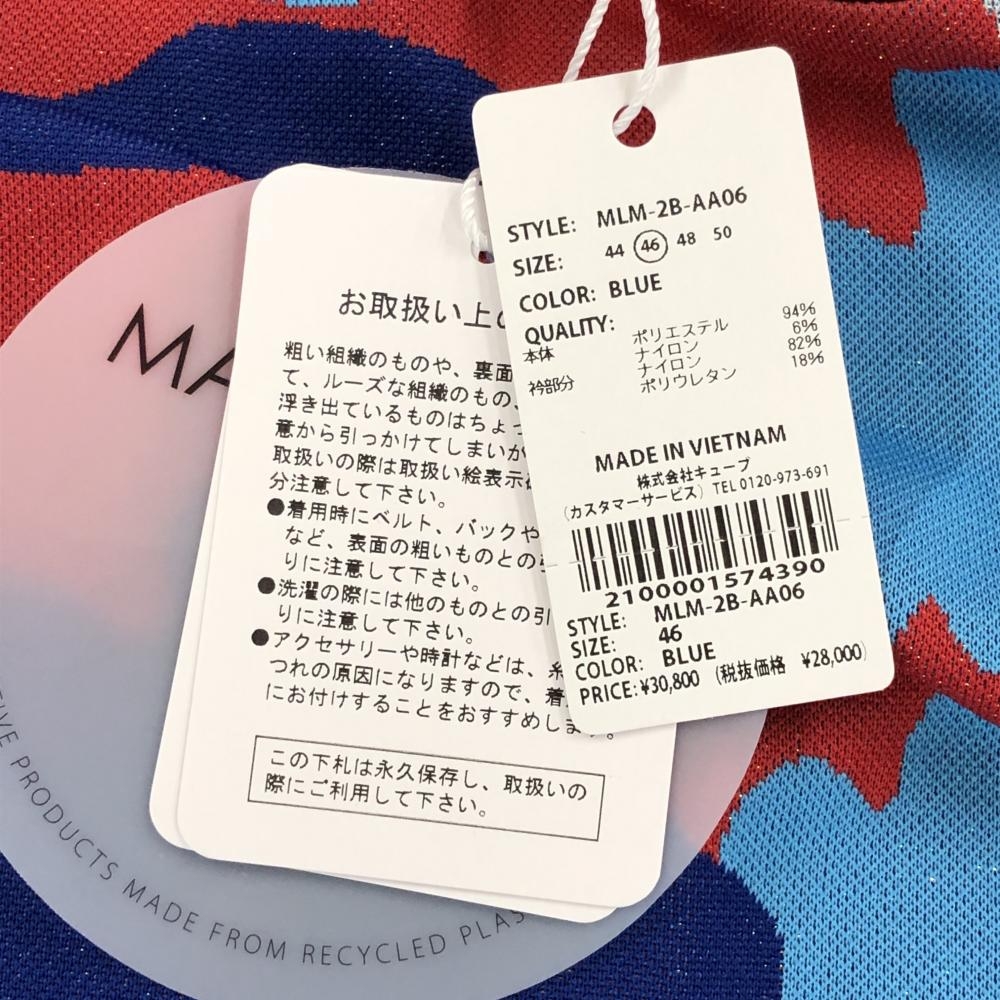 STYLE: MLM-2B-AA06
SIZE: 44 46 48 50
COLOR: BLUE
QUALITY:
本体 ポリエステル 94%
ナイロン 6%
衿部分 ナイロン 82%
ポリウレタン 18%
MADE IN VIETNAM
株式会社キューブ
(カスタマーサービス) TEL 0120-973-691
2100001574390
STYLE: MLM-2B-AA06
SIZE: 46
COLOR: BLUE
PRICE: ¥30,800 (税抜価格 ¥28,000)
お取扱い上の
粗い組織のものや、裏面
て、ルーズな組織のもの、
浮き出ているものはちょっ
意から引っかけてしまいが
取扱いの際は取扱い絵表示
分注意して下さい。
●着用時にベルト、バックや
など、表面の粗いものとの
りに注意して下さい。
●洗濯の際には他のものとの引
りに注意して下さい。
●アクセサリーや時計などは、糸
つれの原因になりますので、着
にお付けすることをおすすめします。
この下札は永久保存し、取扱いの
際にご利用して下さい。
MA
TIVE PRODUCTS MADE FROM RECYCLED PLAS